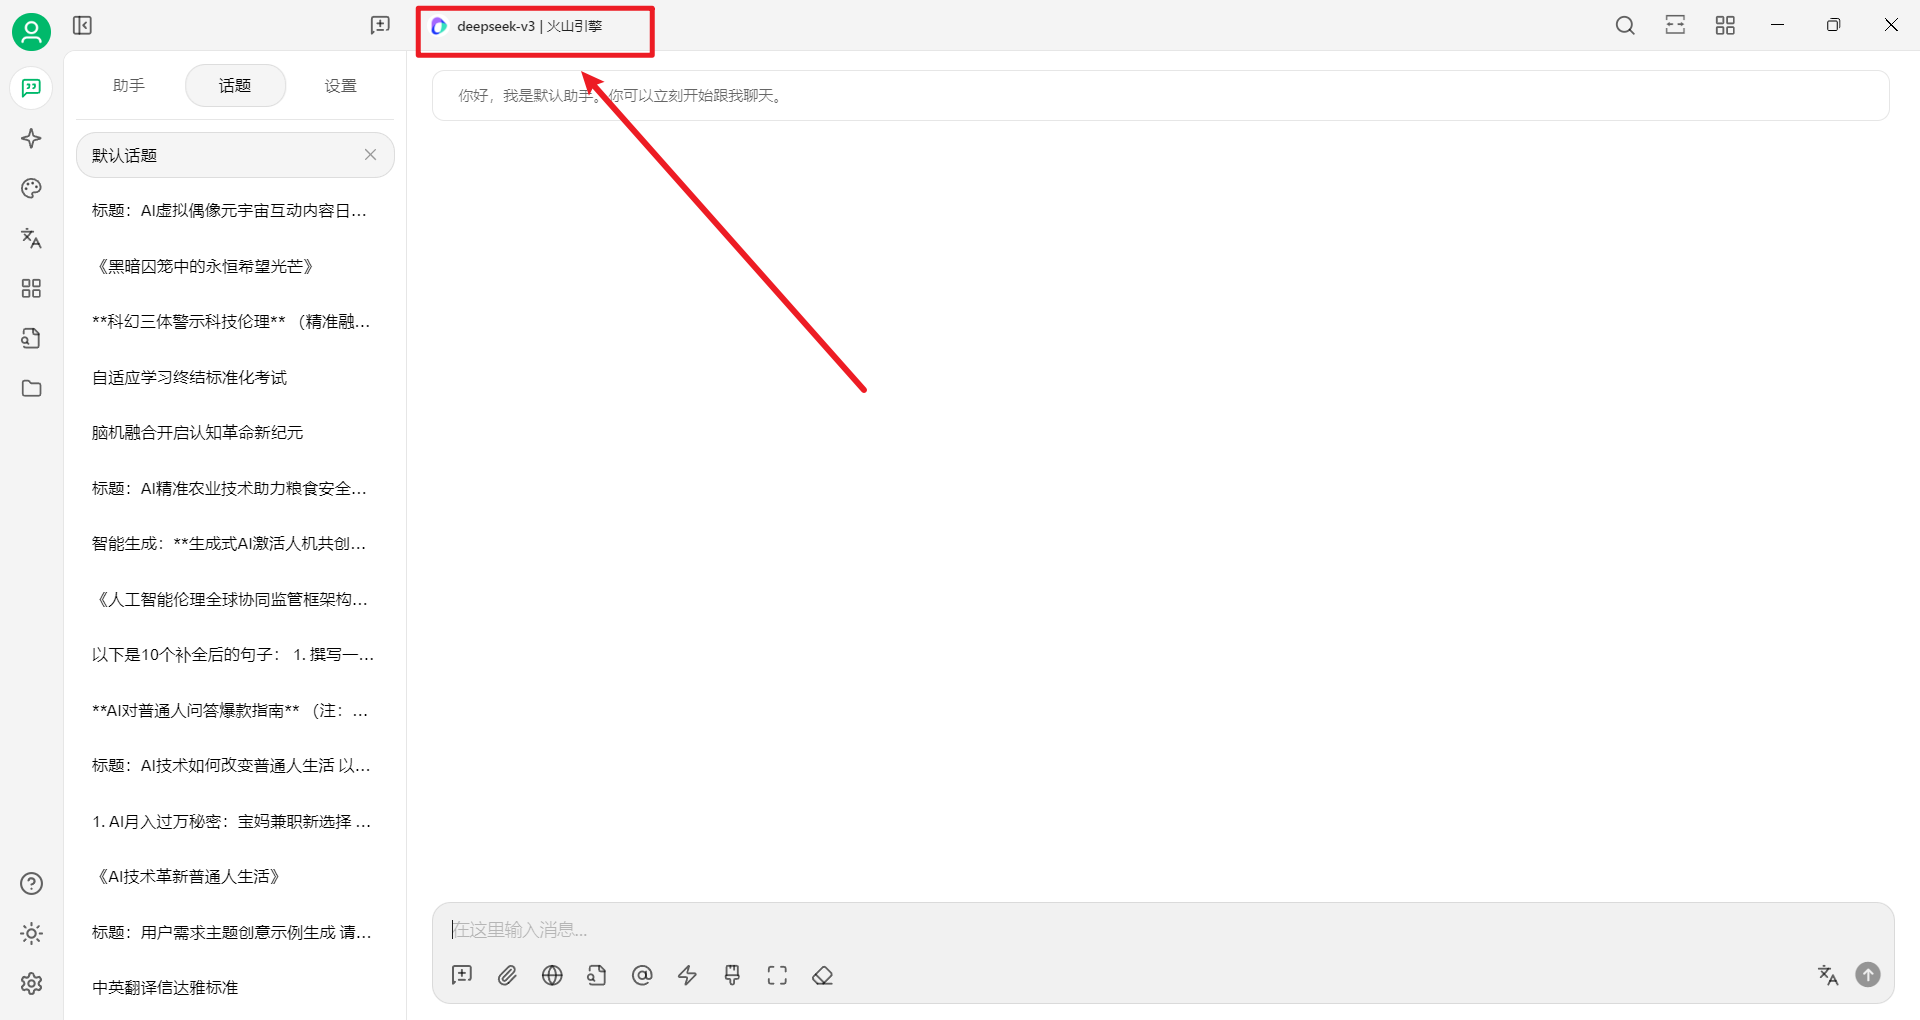 deepseek-v3 | 火山引擎
助手
话题
设置
默认话题
标题：AI虚拟偶像元宇宙互动内容日...
《黑暗囚笼中的永恒希望光芒》
**科幻三体警示科技伦理** （精准融...
自适应学习终结标准化考试
脑机融合开启认知革命新纪元
标题：AI精准农业技术助力粮食安全...
智能生成：**生成式AI激活人机共创...
《人工智能伦理全球协同监管框架构...
以下是10个补全后的句子： 1. 撰写一...
**AI对普通人问答爆款指南** （注：...
标题：AI技术如何改变普通人生活 以...
1. AI月入过万秘密：宝妈兼职新选择 ...
《AI技术革新普通人生活》
标题：用户需求主题创意示例生成 请...
中英翻译信达雅标准
你好，我是默认助手。你可以立刻开始跟我聊天。
在这里输入消息...